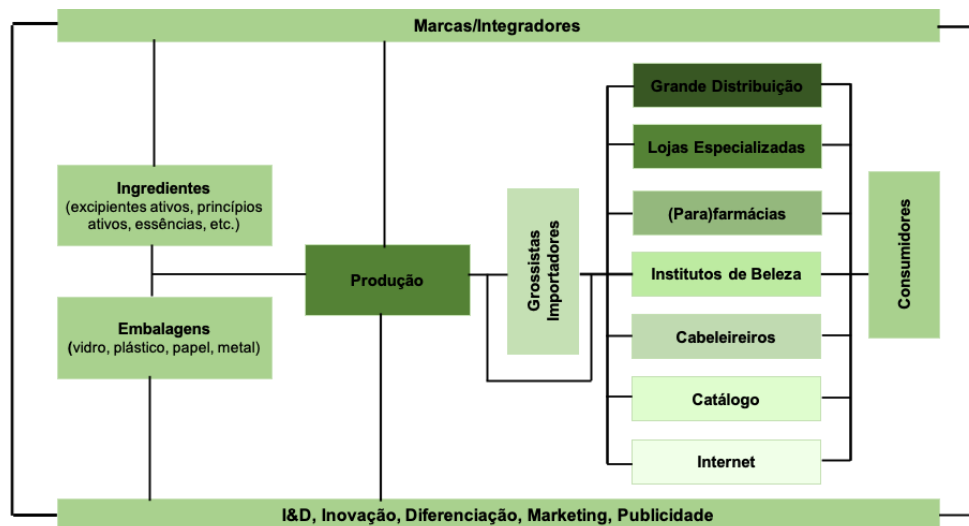 Marcas/Integradores
Ingredientes
(excipientes ativos, princípios
ativos, essências, etc.)
Embalagens
(vidro, plástico, papel, metal)
Produção
Grossistas
Importadores
Grande Distribuição
Lojas Especializadas
(Para)farmácias
Institutos de Beleza
Cabeleireiros
Catálogo
Internet
Consumidores
I&D, Inovação, Diferenciação, Marketing, Publicidade